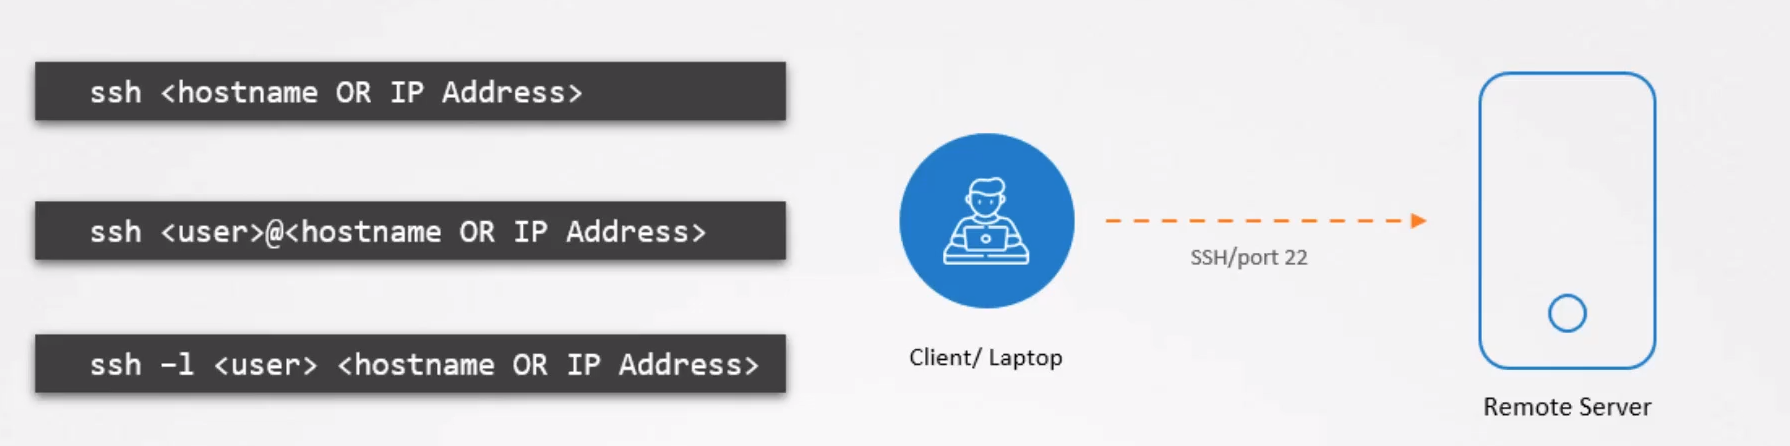 ssh <hostname OR IP Address>
ssh <user>@<hostname OR IP Address>
ssh –l <user> <hostname OR IP Address>
SSH/port 22
Client/ Laptop
Remote Server